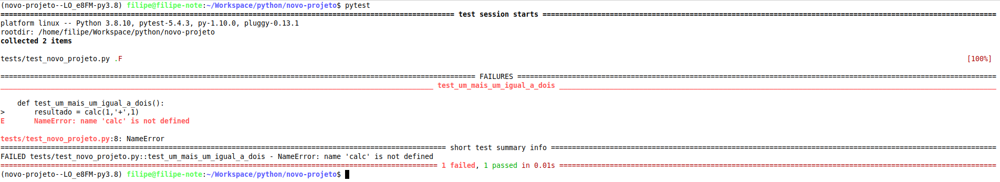 (novo-projeto--LO_e8FM-py3.8) filipe@filipe-note:~/Workspace/python/novo-projeto$ pytest
============================================================================================================ test session starts ============================================================================================================
platform linux -- Python 3.8.10, pytest-5.4.3, py-1.10.0, pluggy-0.13.1
rootdir: /home/filipe/Workspace/python/novo-projeto
collected 2 items
tests/test_novo_projeto.py .F [100%]
================================================================================================================= FAILURES ==================================================================================================================
_______________________________________________________________________________________________________ test_um_mais_um_igual_a_dois ________________________________________________________________________________________________________
def test_um_mais_um_igual_a_dois():
> resultado = calc(1,'+',1)
E NameError: name 'calc' is not defined
tests/test_novo_projeto.py:8: NameError
========================================================================================================== short test summary info ==========================================================================================================
FAILED tests/test_novo_projeto.py::test_um_mais_um_igual_a_dois - NameError: name 'calc' is not defined
======================================================================================================== 1 failed, 1 passed in 0.01s ========================================================================================================
(novo-projeto--LO_e8FM-py3.8) filipe@filipe-note:~/Workspace/python/novo-projeto$